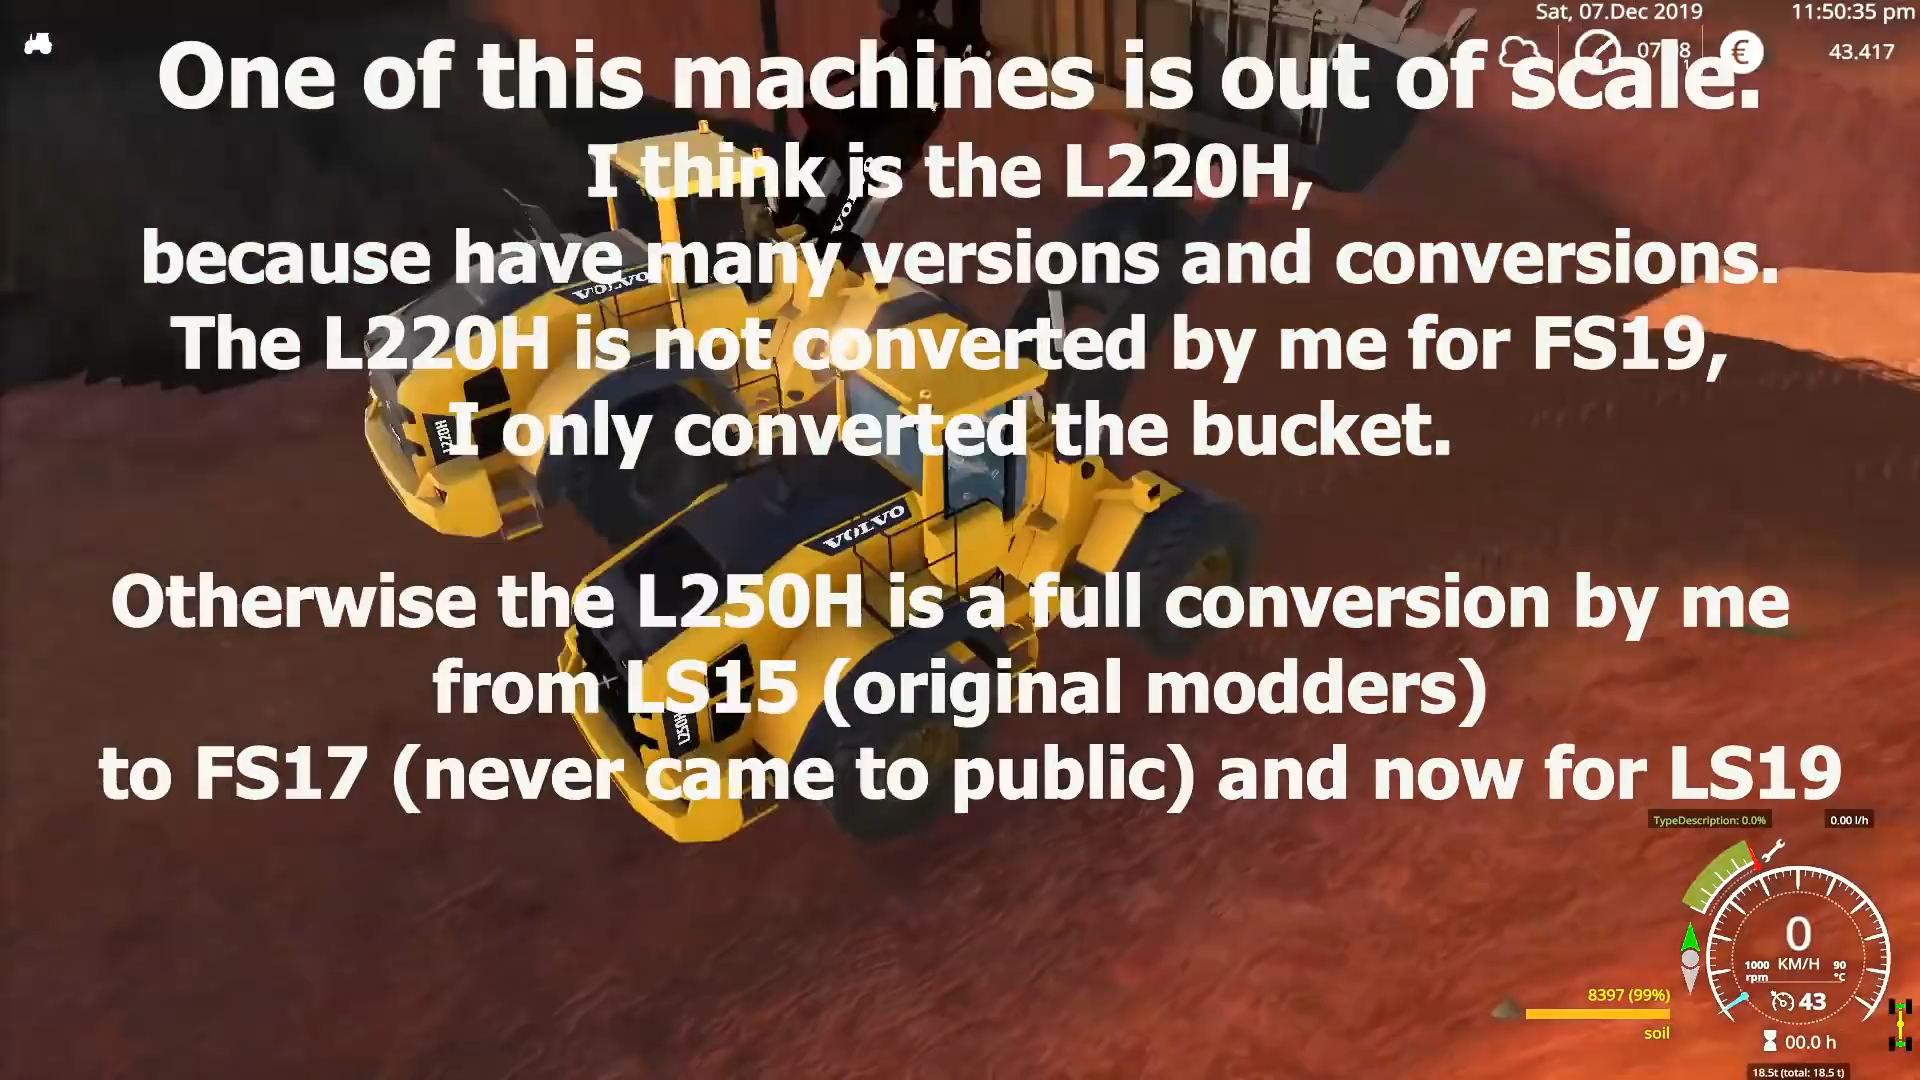 Sat, 07.Dec 2019
11:50:35 pm
43.417
One of this machines is out of scale.
I think is the L220H,
because have many versions and conversions.
The L220H is not converted by me for FS19,
I only converted the bucket.
VOLVO
L220H
VOLVO
Otherwise the L250H is a full conversion by me
from LS15 (original modders)
L250H
to FS17 (never came to public) and now for LS19
TypeDescription: 0.0%
0.00 l/h
0
1000 KM/H 90
rpm °C
43
8397 (99%)
soil
00.0 h
18.5t (total: 18.5 t)